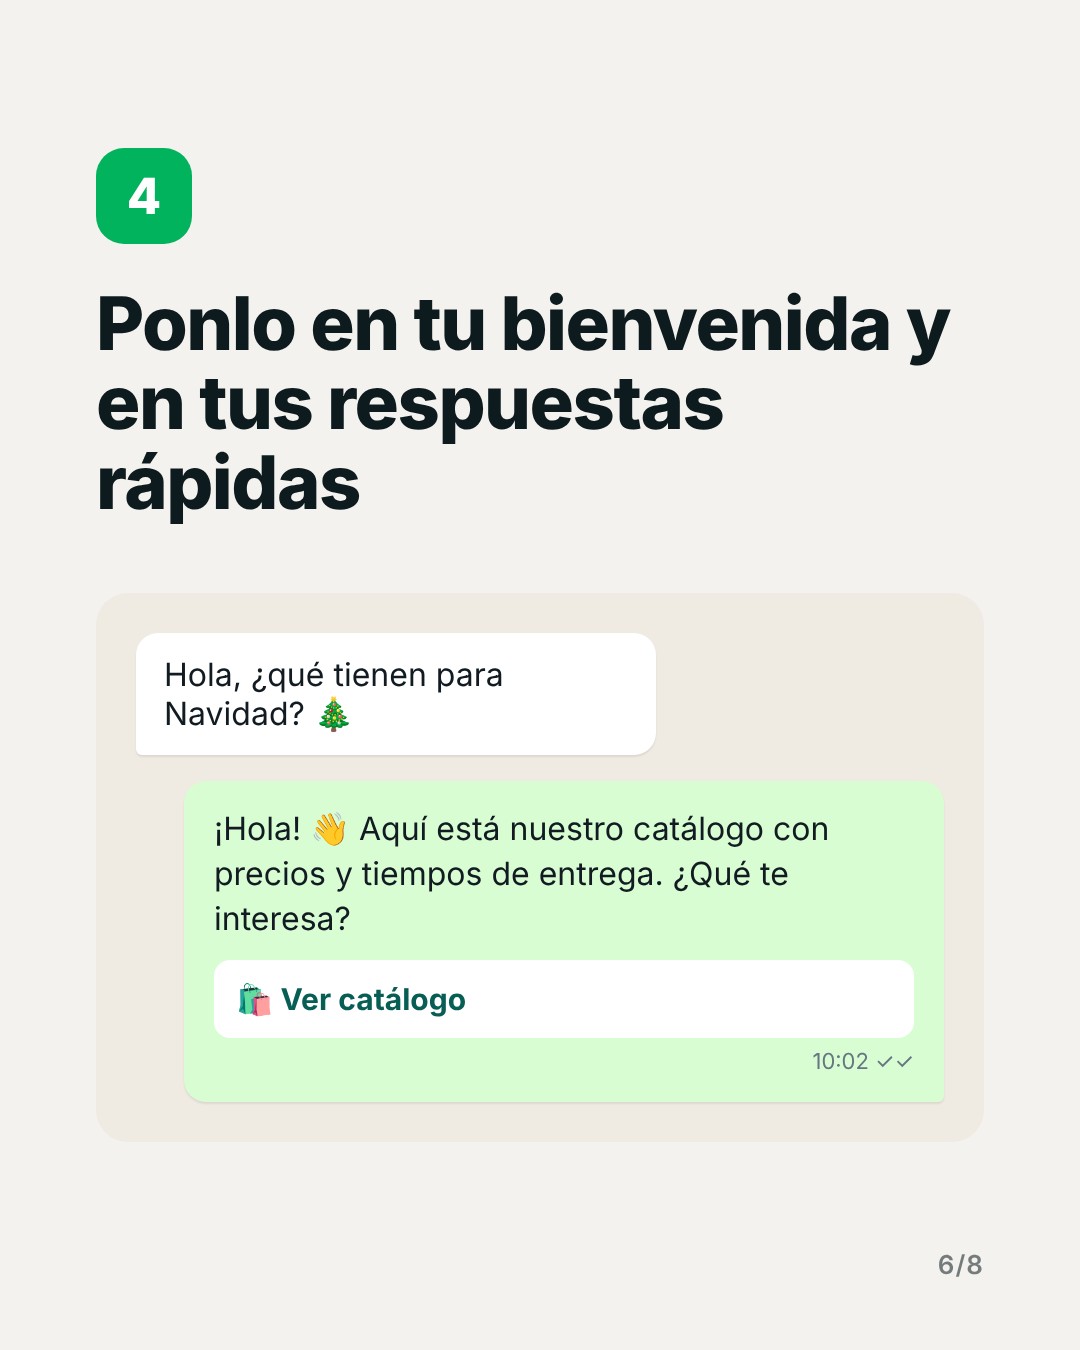 4
Ponlo en tu bienvenida y
en tus respuestas
rápidas
Hola, ¿qué tienen para
Navidad? 🎄
¡Hola! 👋 Aquí está nuestro catálogo con
precios y tiempos de entrega. ¿Qué te
interesa?
🛍️ Ver catálogo
10:02 ✓✓
6/8